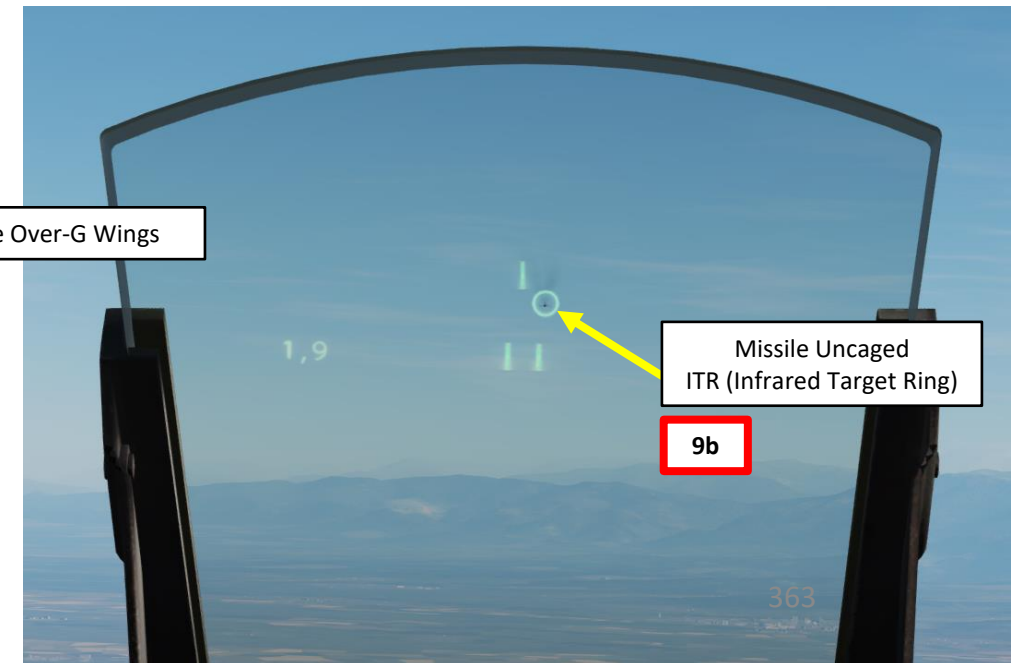 e Over-G Wings
1,9
Missile Uncaged
ITR (Infrared Target Ring)
9b
363